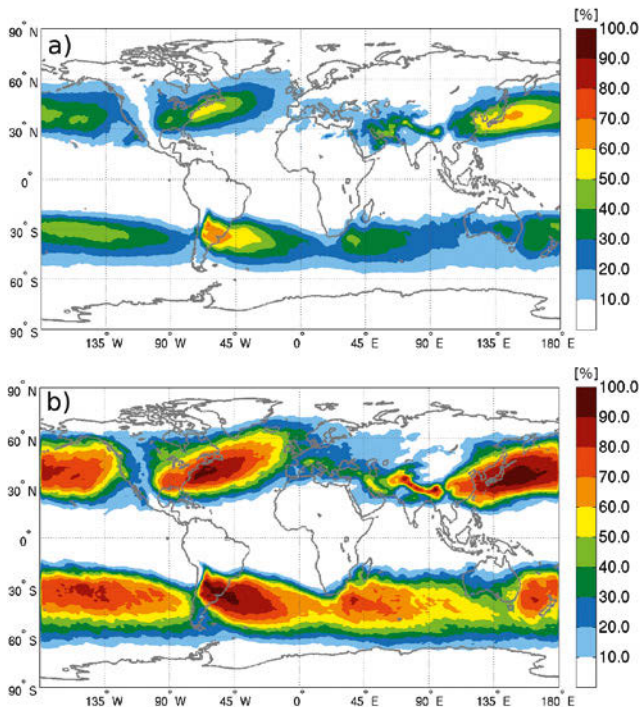 [%]
90° N
a)
100.0
90.0
60° N
80.0
70.0
30° N
60.0
0°
50.0
40.0
30° S
30.0
60° S
20.0
10.0
90° S
135° W
90° W
45° W
0°
45° E
90° E
135° E
180° E
[%]
90° N
b)
100.0
90.0
60° N
80.0
70.0
30° N
60.0
0°
50.0
40.0
30° S
30.0
60° S
20.0
10.0
90° S
135° W
90° W
45° W
0°
45° E
90° E
135° E
180° E